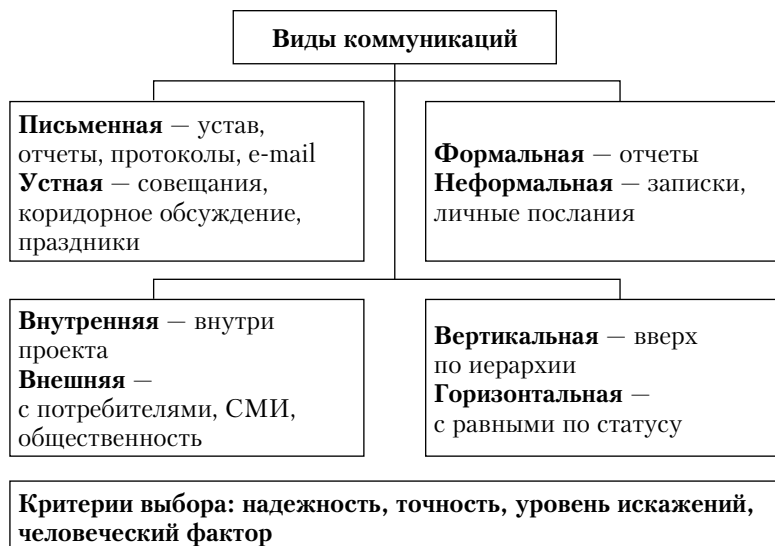 Виды коммуникаций
Письменная — устав,
отчеты, протоколы, e-mail
Устная — совещания,
коридорное обсуждение,
праздники
Формальная — отчеты
Неформальная — записки,
личные послания
Внутренняя — внутри
проекта
Внешняя —
с потребителями, СМИ,
общественность
Вертикальная — вверх
по иерархии
Горизонтальная —
с равными по статусу
Критерии выбора: надежность, точность, уровень искажений,
человеческий фактор